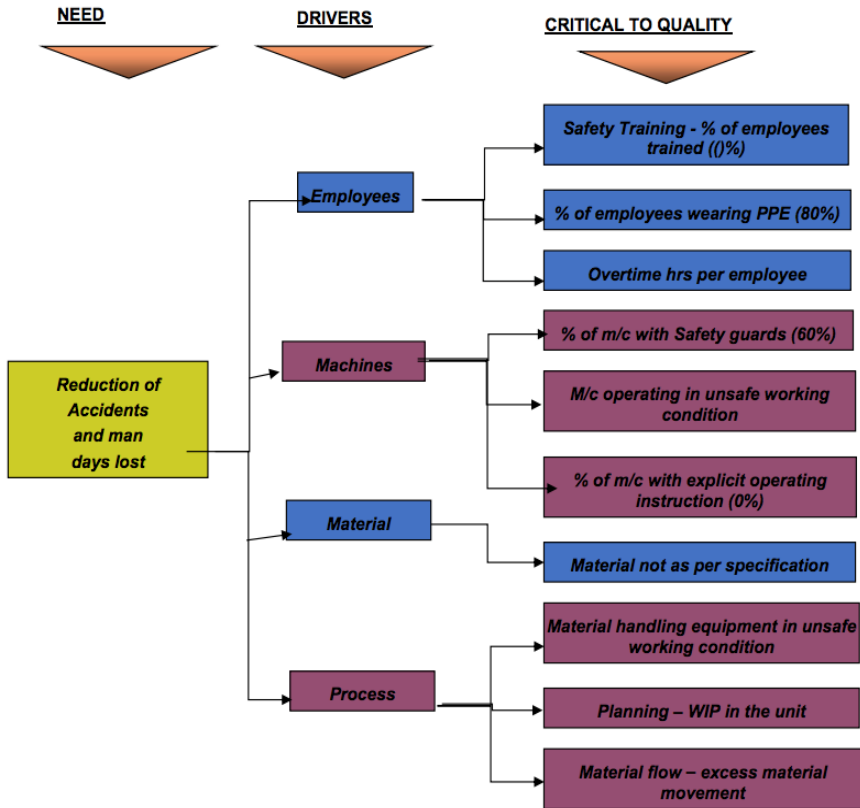 NEED
DRIVERS
CRITICAL TO QUALITY
Safety Training - % of employees
trained (()%)
Employees
% of employees wearing PPE (80%)
Overtime hrs per employee
% of m/c with Safety guards (60%)
Reduction of
Accidents
and man
days lost
Machines
M/c operating in unsafe working
condition
% of m/c with explicit operating
instruction (0%)
Material
Material not as per specification
Material handling equipment in unsafe
working condition
Process
Planning – WIP in the unit
Material flow – excess material
movement